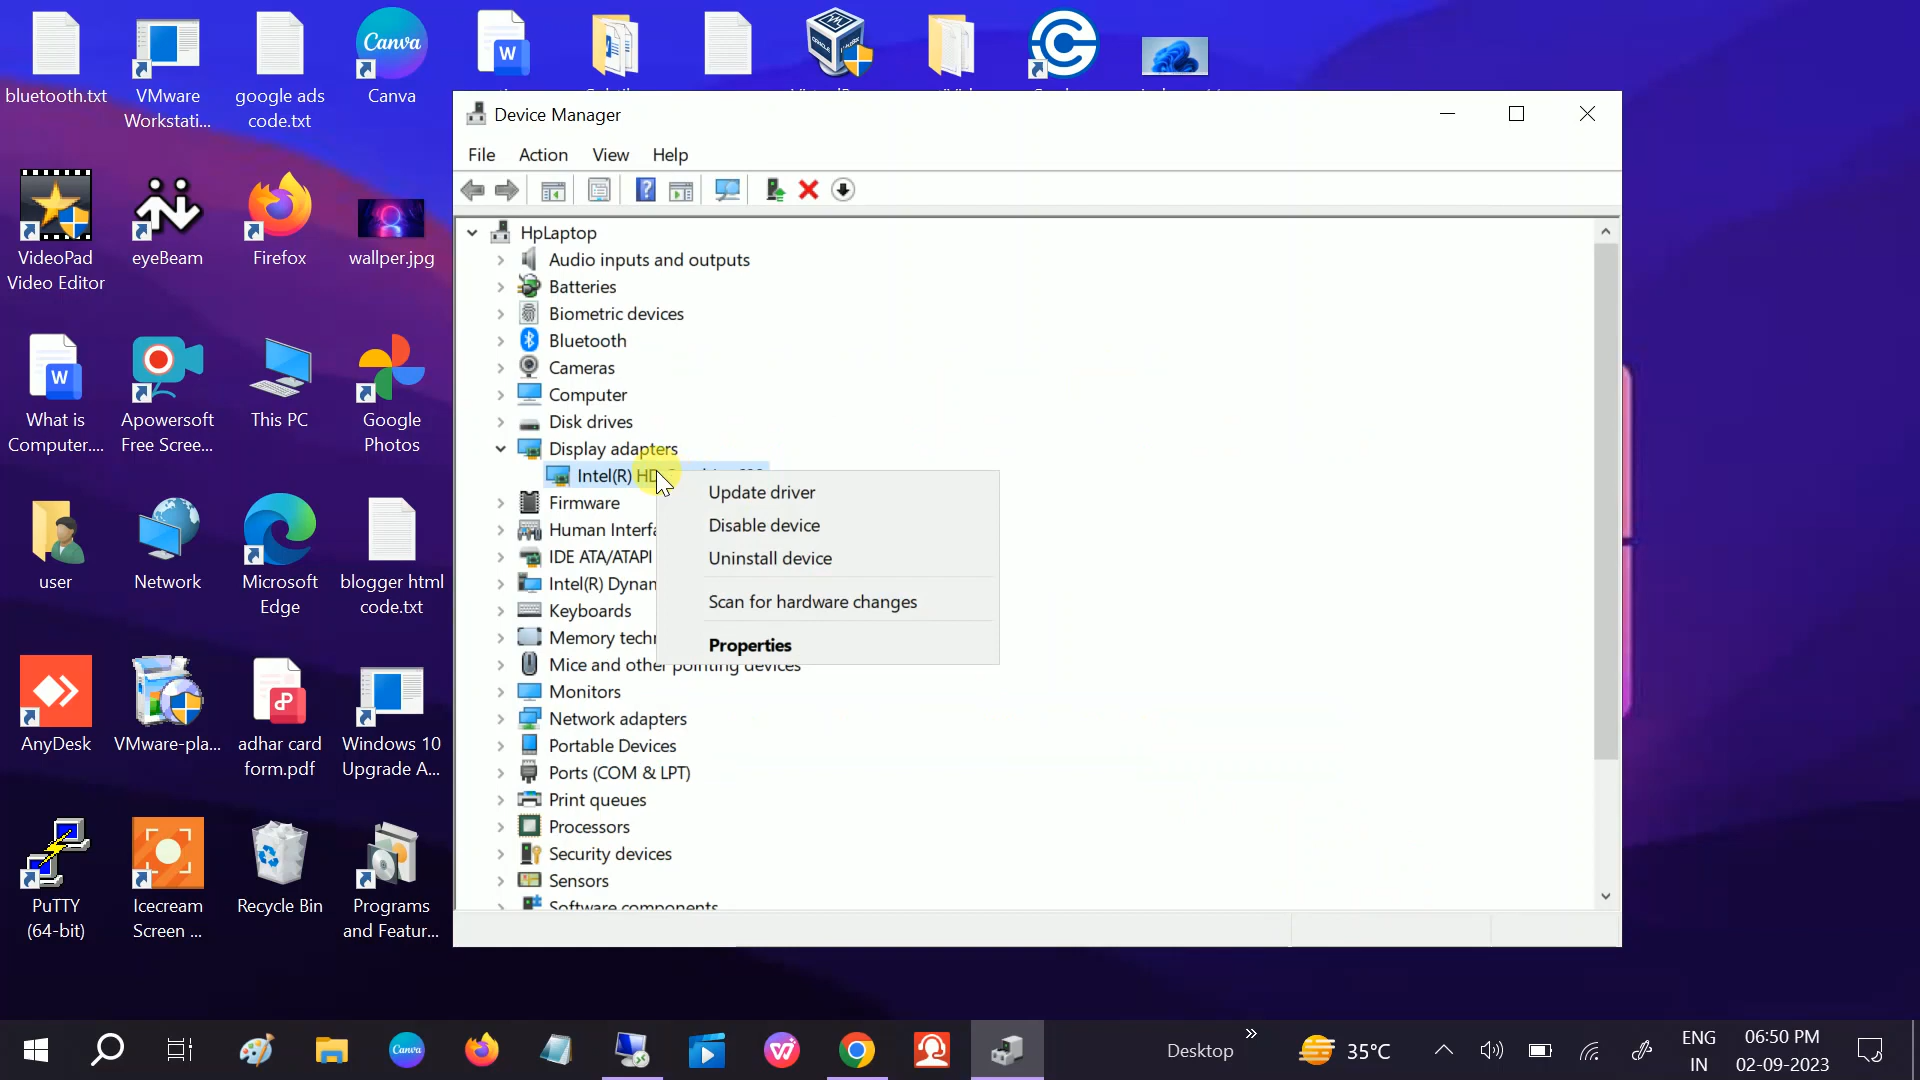 bluetooth.txt
VMware
Workstati...
google ads
code.txt
Canva
Canva
W
Device Manager
File Action View Help
HpLaptop
Audio inputs and outputs
Batteries
Biometric devices
Bluetooth
Cameras
Computer
Disk drives
Display adapters
Intel(R) HD
Firmware
Human Interfa
IDE ATA/ATAPI
Intel(R) Dynan
Keyboards
Memory techn
Mice and other pointing devices
Monitors
Network adapters
Portable Devices
Ports (COM & LPT)
Print queues
Processors
Security devices
Sensors
Software components
Update driver
Disable device
Uninstall device
Scan for hardware changes
Properties
VideoPad
Video Editor
eyeBeam
Firefox
wallper.jpg
W
What is
Computer....
Apowersoft
Free Scree...
This PC
Google
Photos
user
Network
Microsoft
Edge
blogger html
code.txt
AnyDesk
VMware-pla...
adhar card
form.pdf
Windows 10
Upgrade A...
PuTTY
(64-bit)
Icecream
Screen ...
Recycle Bin
Programs
and Featur...
Canva
Desktop
35°C
ENG
IN
06:50 PM
02-09-2023